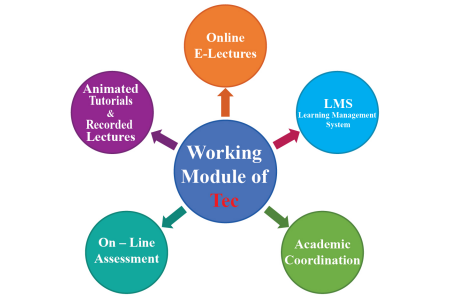 Online
E-Lectures
Animated
Tutorials
&
Recorded
Lectures
LMS
Learning Management
System
Working
Module of
Tec
On – Line
Assessment
Academic
Coordination